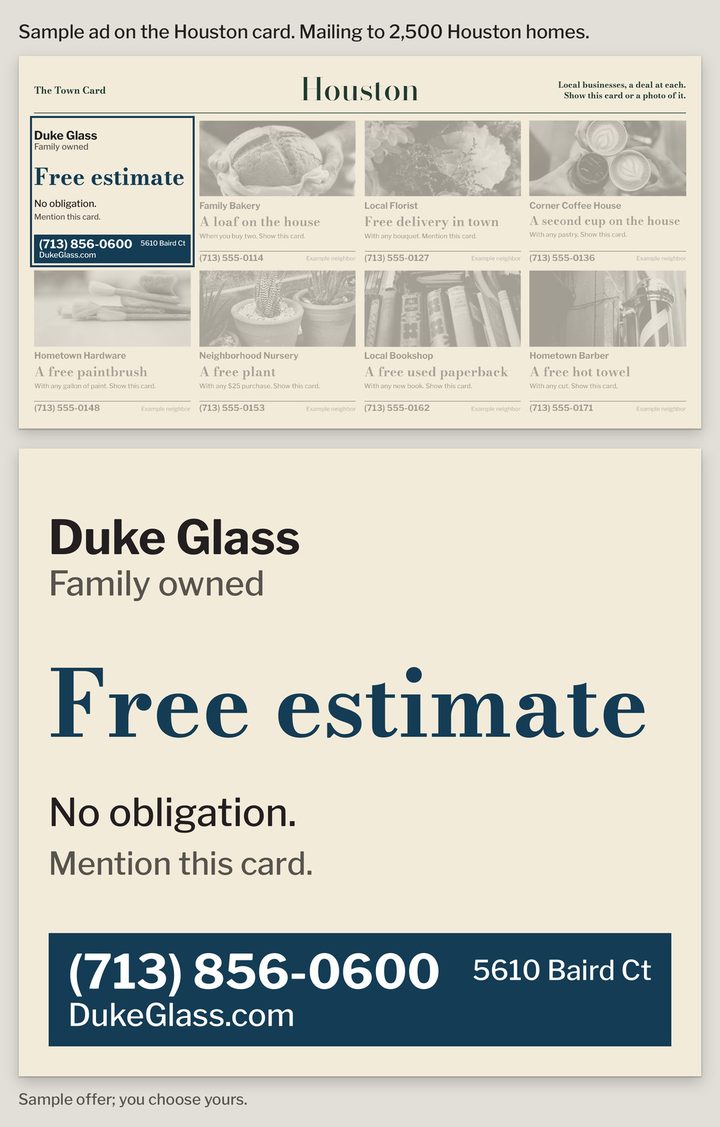 Sample ad on the Houston card. Mailing to 2,500 Houston homes.
The Town Card
Houston
Local businesses, a deal at each.
Show this card or a photo of it.
Duke Glass
Family owned
Free estimate
No obligation.
Mention this card.
(713) 856-0600 5610 Baird Ct
DukeGlass.com
Family Bakery
A loaf on the house
When you buy two. Show this card.
(713) 555-0114 Example neighbor
Local Florist
Free delivery in town
With any bouquet. Mention this card.
(713) 555-0127 Example neighbor
Corner Coffee House
A second cup on the house
With any pastry. Show this card.
(713) 555-0136 Example neighbor
Hometown Hardware
A free paintbrush
With any gallon of paint. Show this card.
(713) 555-0148 Example neighbor
Neighborhood Nursery
A free plant
With any $25 purchase. Show this card.
(713) 555-0153 Example neighbor
Local Bookshop
A free used paperback
With any new book. Show this card.
(713) 555-0162 Example neighbor
Hometown Barber
A free hot towel
With any cut. Show this card.
(713) 555-0171 Example neighbor
Duke Glass
Family owned
Free estimate
No obligation.
Mention this card.
(713) 856-0600 5610 Baird Ct
DukeGlass.com
Sample offer; you choose yours.